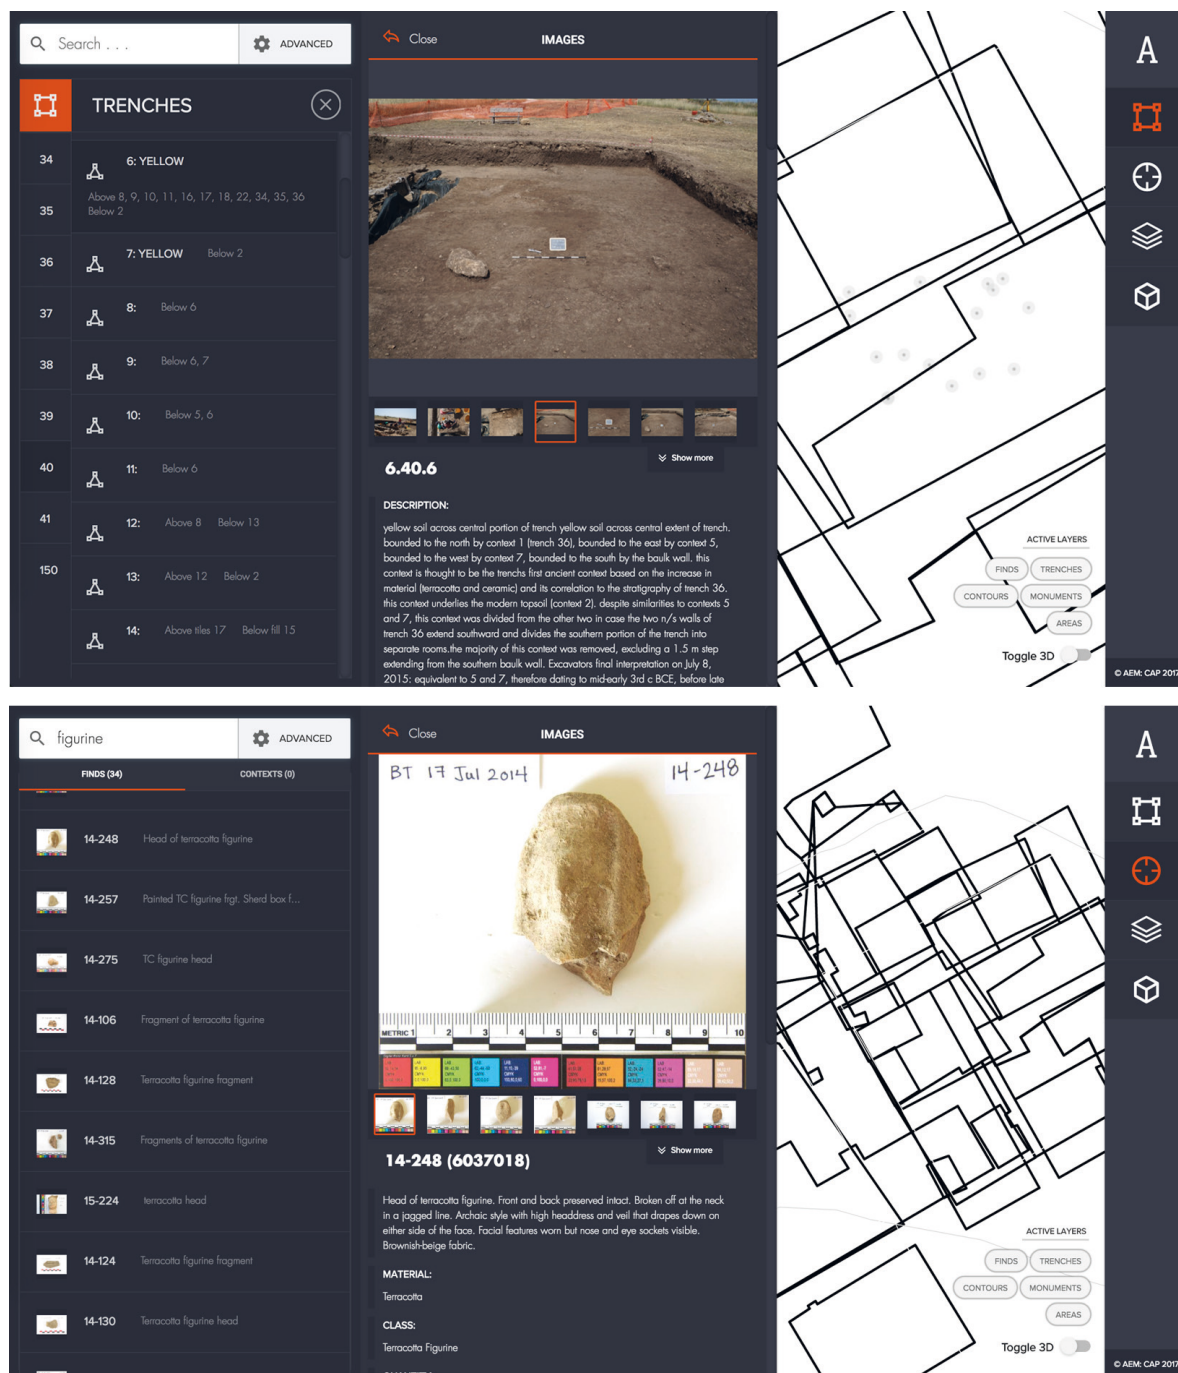 Search . . .
ADVANCED
TRENCHES
34
35
36
37
38
39
40
41
150
6: YELLOW
Above 8, 9, 10, 11, 16, 17, 18, 22, 34, 35, 36
Below 2
7: YELLOW Below 2
8: Below 6
9: Below 6, 7
10: Below 5, 6
11: Below 6
12: Above 8 Below 13
13: Above 12 Below 2
14: Above tiles 17 Below fill 15
Close
IMAGES
Show more
6.40.6
DESCRIPTION:
yellow soil across central portion of trench yellow soil across central extent of trench.
bounded to the north by context 1 (trench 36), bounded to the east by context 5,
bounded to the west by context 7, bounded to the south by the baulk wall. this
context is thought to be the trenchs first ancient context based on the increase in
material (terracotta and ceramic) and its correlation to the stratigraphy of trench 36.
this context underlies the modern topsoil (context 2). despite similarities to contexts 5
and 7, this context was divided from the other two in case the two n/s walls of
trench 36 extend southward and divides the southern portion of the trench into
separate rooms.the majority of this context was removed, excluding a 1.5 m step
extending from the southern baulk wall. Excavators final interpretation on July 8,
2015: equivalent to 5 and 7, therefore dating to mid-early 3rd c BCE, before late
A
ACTIVE LAYERS
FINDS TRENCHES
CONTOURS MONUMENTS
AREAS
Toggle 3D
© AEM: CAP 2017
figurine
ADVANCED
FINDS (34)
CONTEXTS (0)
14-248 Head of terracotta figurine
14-257 Painted TC figurine frgt. Sherd box f...
14-275 TC figurine head
14-106 Fragment of terracotta figurine
14-128 Terracotta figurine fragment
14-315 Fragments of terracotta figurine
15-224 terracotta head
14-124 Terracotta figurine fragment
14-130 Terracotta figurine head
Close
IMAGES
BT 17 Jul 2014
14-248
METRIC 1 2 3 4 5 6 7 8 9 10
Show more
14-248 (6037018)
Head of terracotta figurine. Front and back preserved intact. Broken off at the neck
in a jagged line. Archaic style with high headdress and veil that drapes down on
either side of the face. Facial features worn but nose and eye sockets visible.
Brownish-beige fabric.
MATERIAL:
Terracotta
CLASS:
Terracotta Figurine
A
ACTIVE LAYERS
FINDS TRENCHES
CONTOURS MONUMENTS
AREAS
Toggle 3D
© AEM: CAP 2017